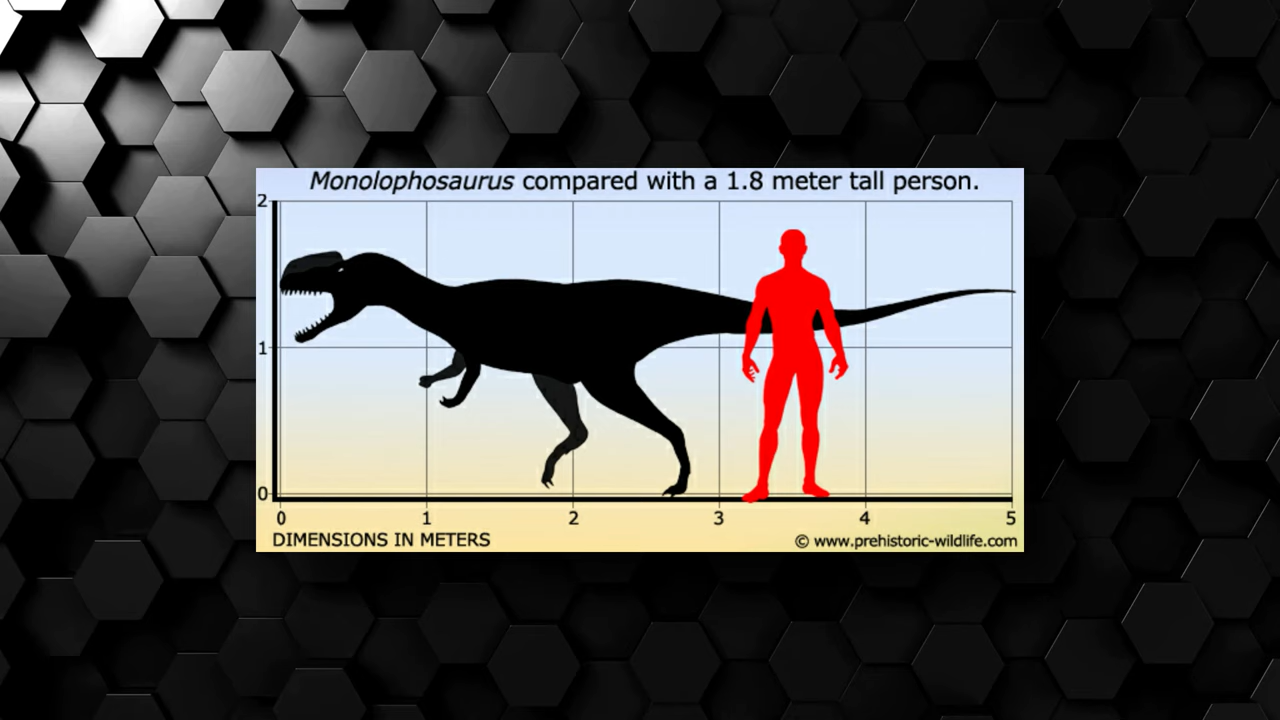 Monolophosaurus compared with a 1.8 meter tall person.
2
1
0
0 1 2 3 4 5
DIMENSIONS IN METERS © www.prehistoric-wildlife.com